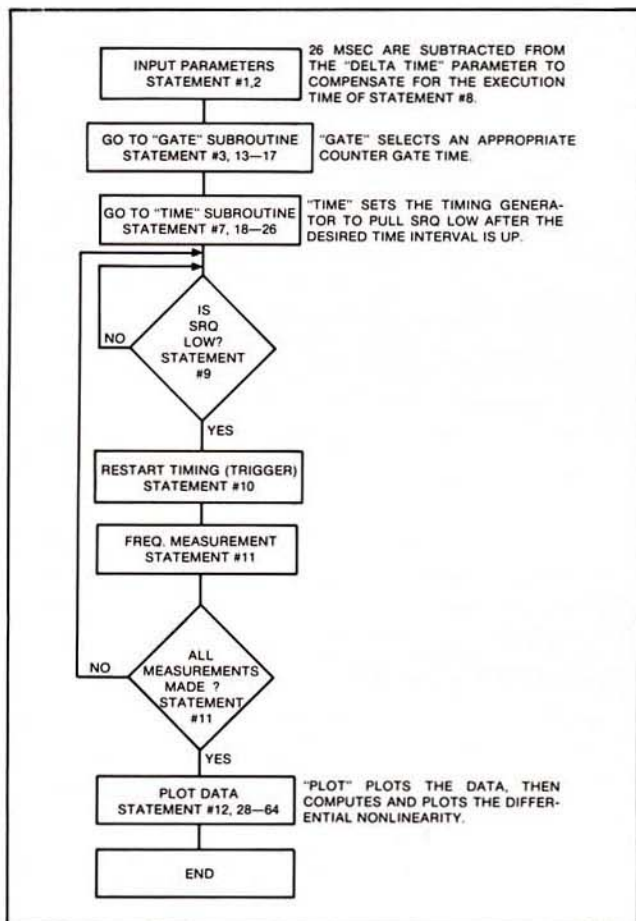 INPUT PARAMETERS
STATEMENT #1,2
26 MSEC ARE SUBTRACTED FROM
THE "DELTA TIME" PARAMETER TO
COMPENSATE FOR THE EXECUTION
TIME OF STATEMENT #8.
GO TO "GATE" SUBROUTINE
STATEMENT #3, 13—17
"GATE" SELECTS AN APPROPRIATE
COUNTER GATE TIME.
GO TO "TIME" SUBROUTINE
STATEMENT #7, 18—26
"TIME" SETS THE TIMING GENERA-
TOR TO PULL SRQ LOW AFTER THE
DESIRED TIME INTERVAL IS UP.
IS
SRQ
LOW?
STATEMENT
#9
NO
YES
RESTART TIMING (TRIGGER)
STATEMENT #10
FREQ. MEASUREMENT
STATEMENT #11
ALL
MEASUREMENTS
MADE ?
STATEMENT
#11
NO
YES
PLOT DATA
STATEMENT #12, 28—64
"PLOT" PLOTS THE DATA, THEN
COMPUTES AND PLOTS THE DIFFER-
ENTIAL NONLINEARITY.
END